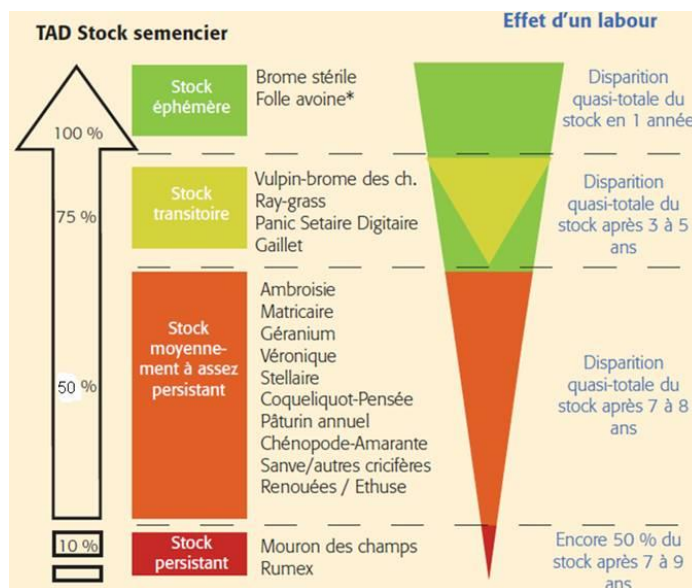 TAD Stock semencier
Effet d'un labour
100 %
Stock
éphémère
Brome stérile
Folle avoine*
Disparition
quasi-totale du
stock en 1 année
75 %
Stock
transitoire
Vulpin-brome des ch.
Ray-grass
Panic Setaire Digitaire
Gaillet
Disparition
quasi-totale du
stock après 3 à 5
ans
50 %
Stock
moyenne-
ment à assez
persistant
Ambroisie
Matricaire
Géranium
Véronique
Stellaire
Coqueliquot-Pensée
Pâturin annuel
Chénopode-Amarante
Sanve/autres cricifères
Renouées / Ethuse
Disparition
quasi-totale du
stock après 7 à 8
ans
10 %
Stock
persistant
Mouron des champs
Rumex
Encore 50 % du
stock après 7 à 9
ans